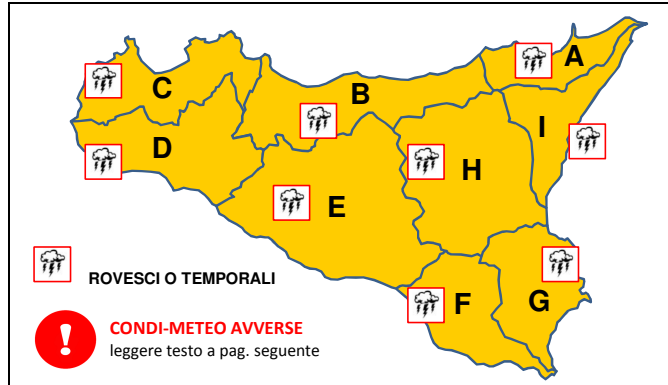 A
C
B
I
D
H
E
ROVESCI O TEMPORALI
F
G
CONDI-METEO AVVERSE
leggere testo a pag. seguente